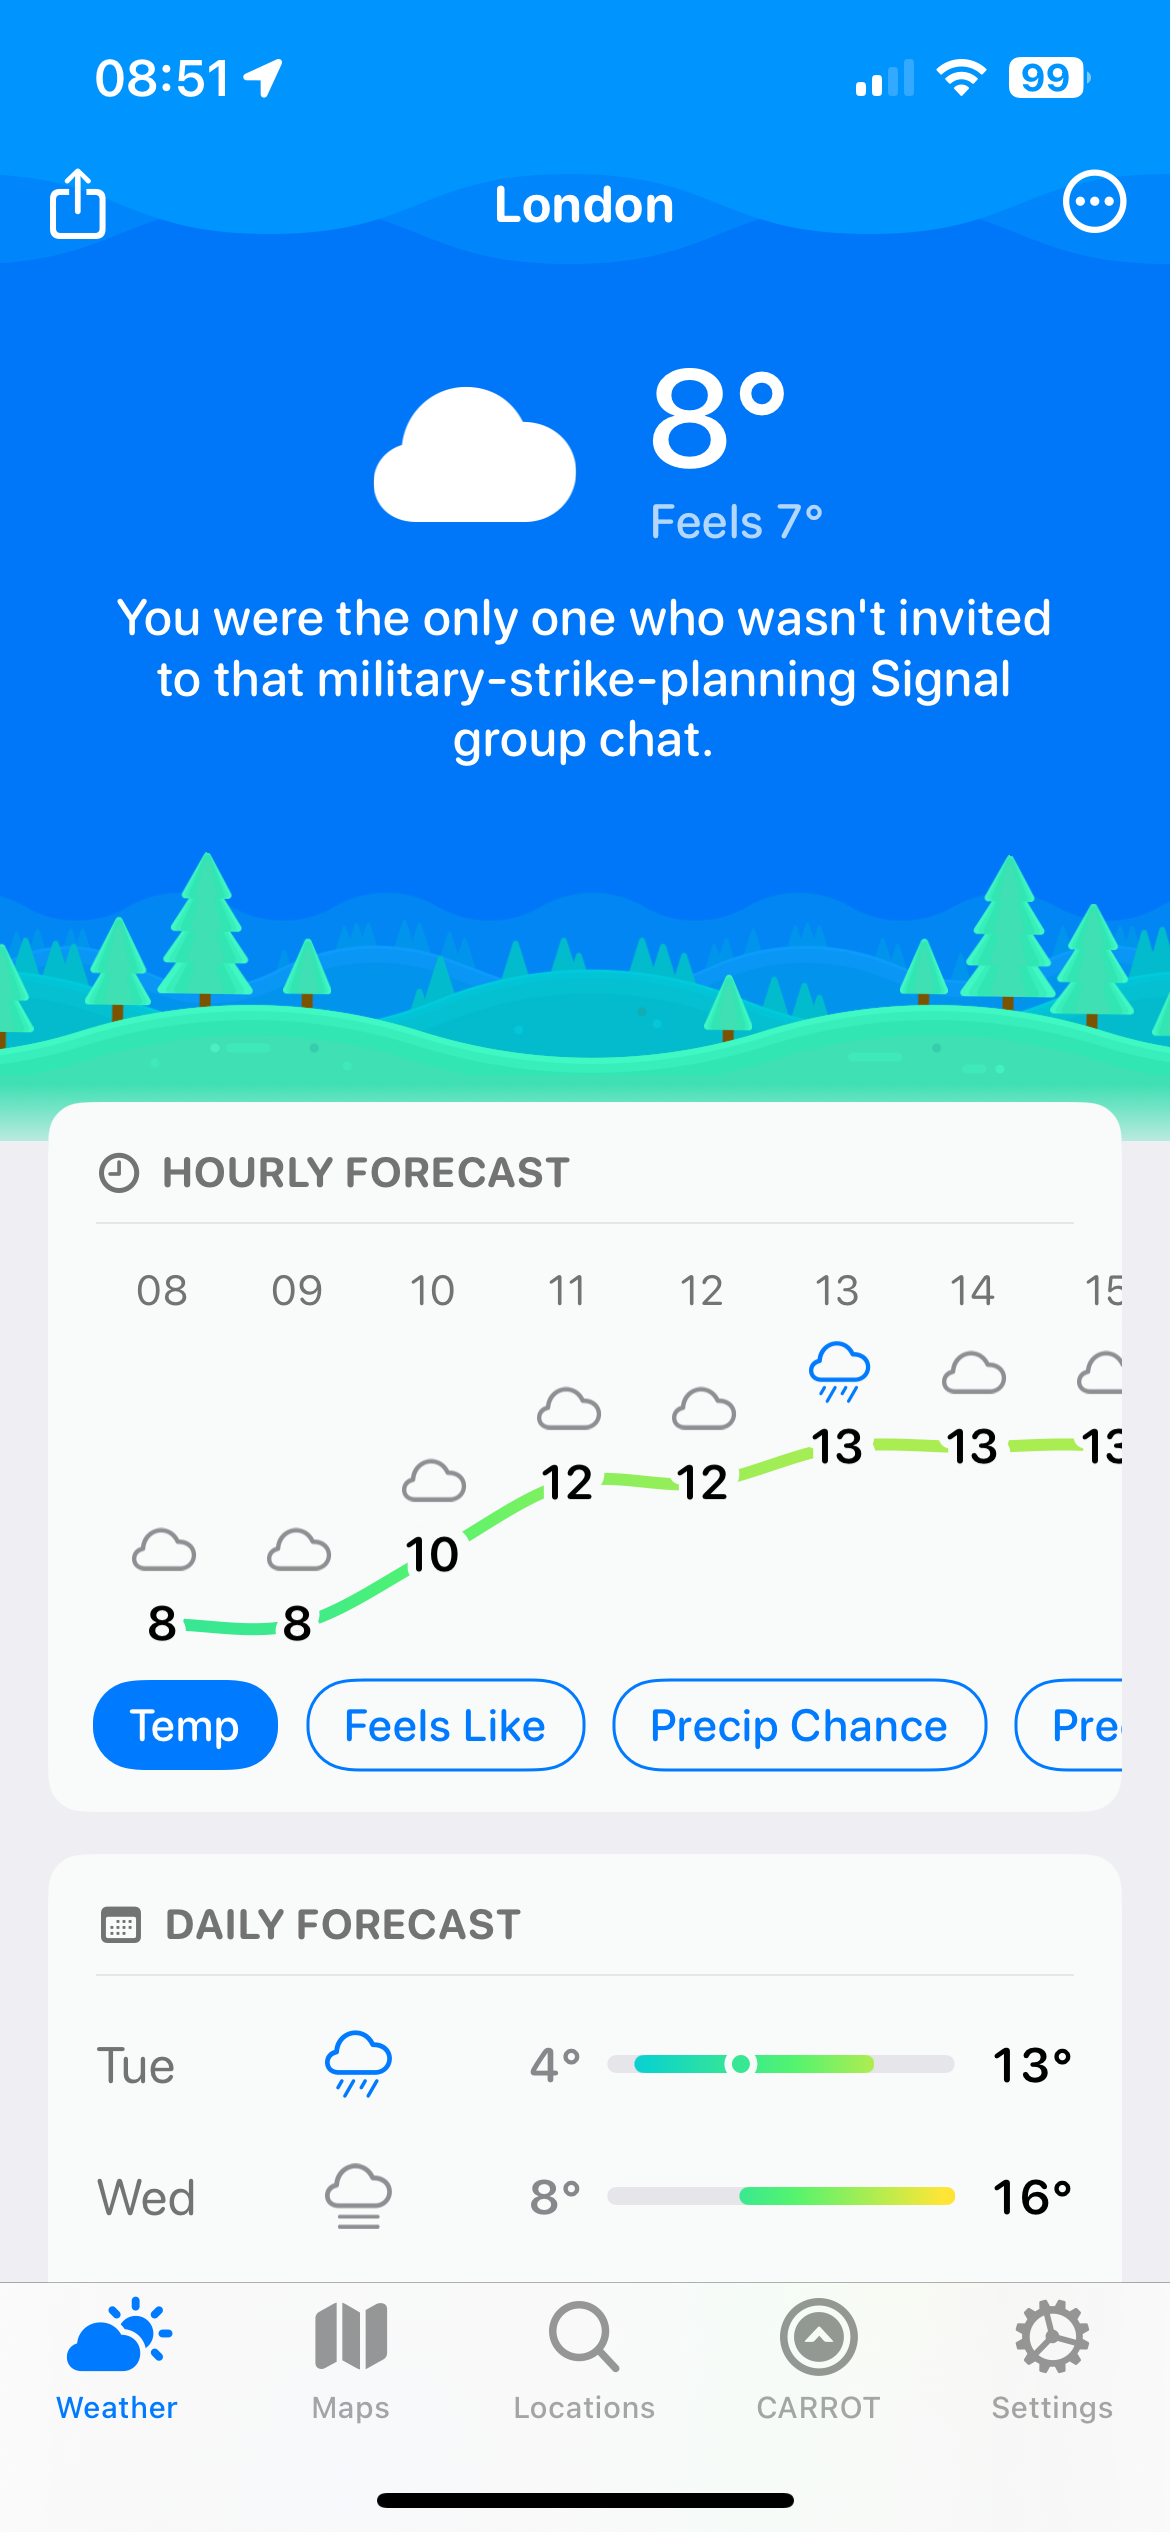 08:51
99
London
8°
Feels 7°
You were the only one who wasn't invited
to that military-strike-planning Signal
group chat.
HOURLY FORECAST
08 09 10 11 12 13 14 15
8 8 10 12 12 13 13 13
Temp Feels Like Precip Chance
DAILY FORECAST
Tue 4° 13°
Wed 8° 16°
Weather Maps Locations CARROT Settings